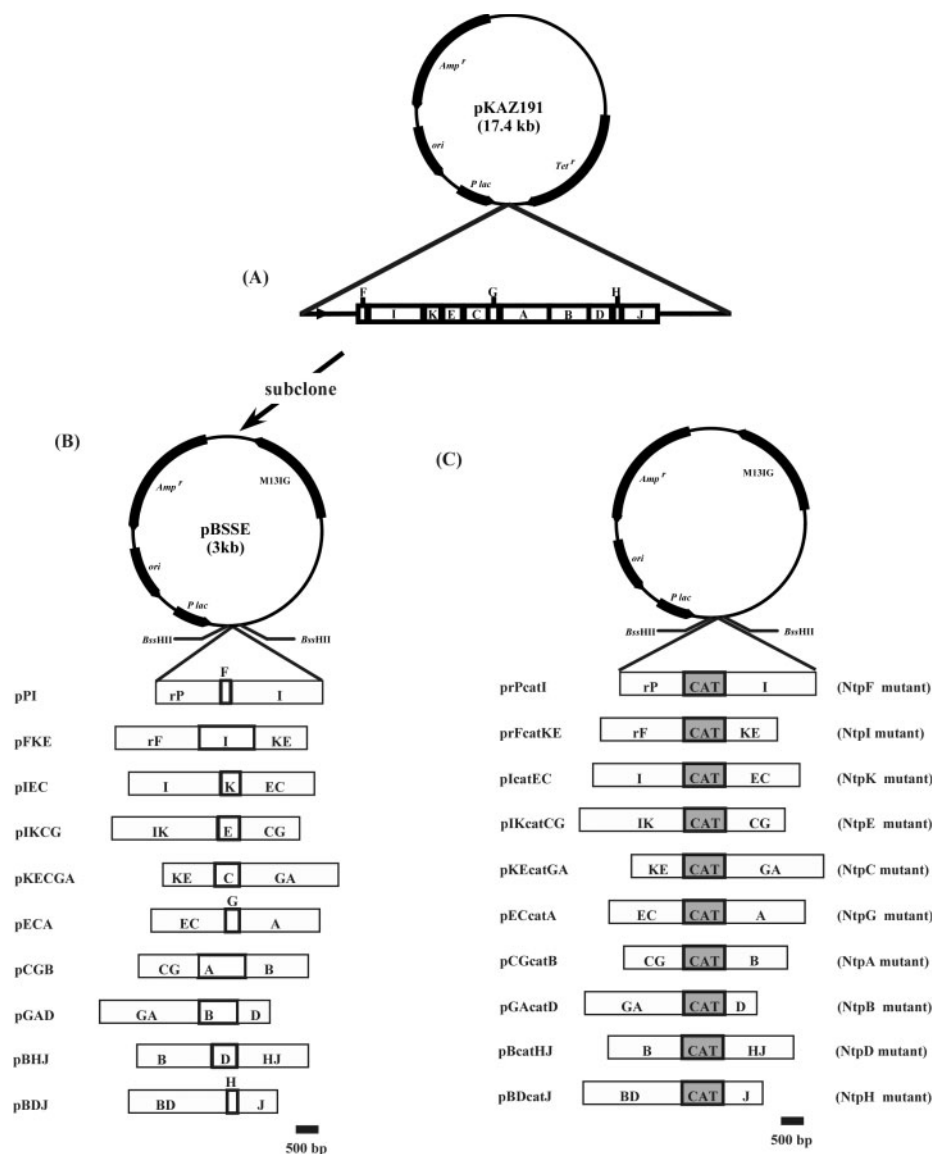 Amp r
pKAZ191
(17.4 kb)
ori
Tet r
P lac
(A)
F G H
I K E C A B D J
subclone
(B)
Amp r
M13IG
pBSSE
(3kb)
ori
P lac
BssHII BssHII
F
pPI rP I
pFKE rF I KE
pIEC I K EC
pIKCG IK E CG
pKECGA KE C GA
G
pECA EC A
pCGB CG A B
pGAD GA B D
pBHJ B D HJ
H
pBDJ BD J
500 bp
(C)
Amp r
M13IG
ori
P lac
BssHII BssHII
prPcatI rP CAT I (NtpF mutant)
prFcatKE rF CAT KE (NtpI mutant)
pIcatEC I CAT EC (NtpK mutant)
pIKcatCG IK CAT CG (NtpE mutant)
pKEcatGA KE CAT GA (NtpC mutant)
pECcatA EC CAT A (NtpG mutant)
pCGcatB CG CAT B (NtpA mutant)
pGAcatD GA CAT D (NtpB mutant)
pBcatHJ B CAT HJ (NtpD mutant)
pBDcatJ BD CAT J (NtpH mutant)
500 bp